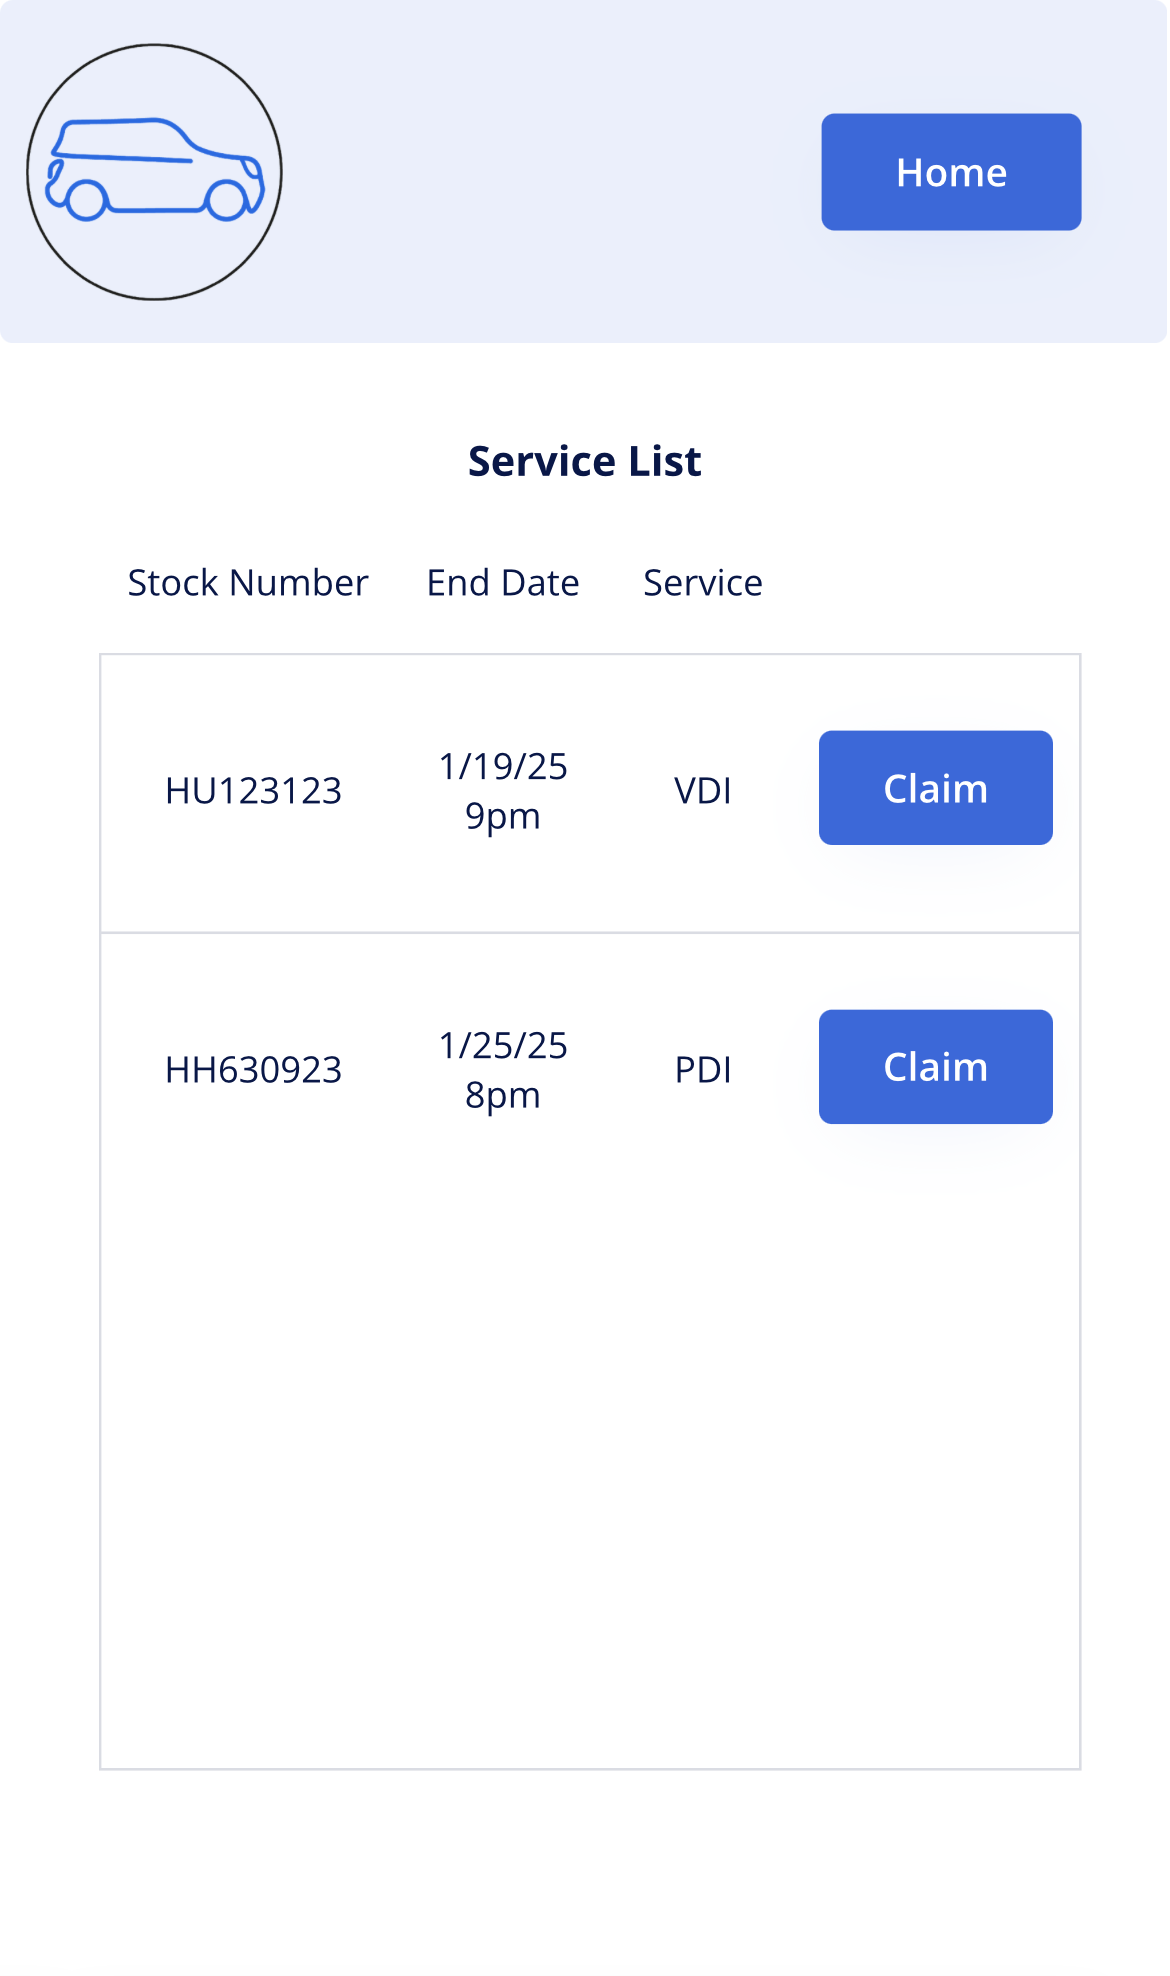 Home
Service List
Stock Number End Date Service
HU123123 1/19/25 9pm VDI Claim
HH630923 1/25/25 8pm PDI Claim